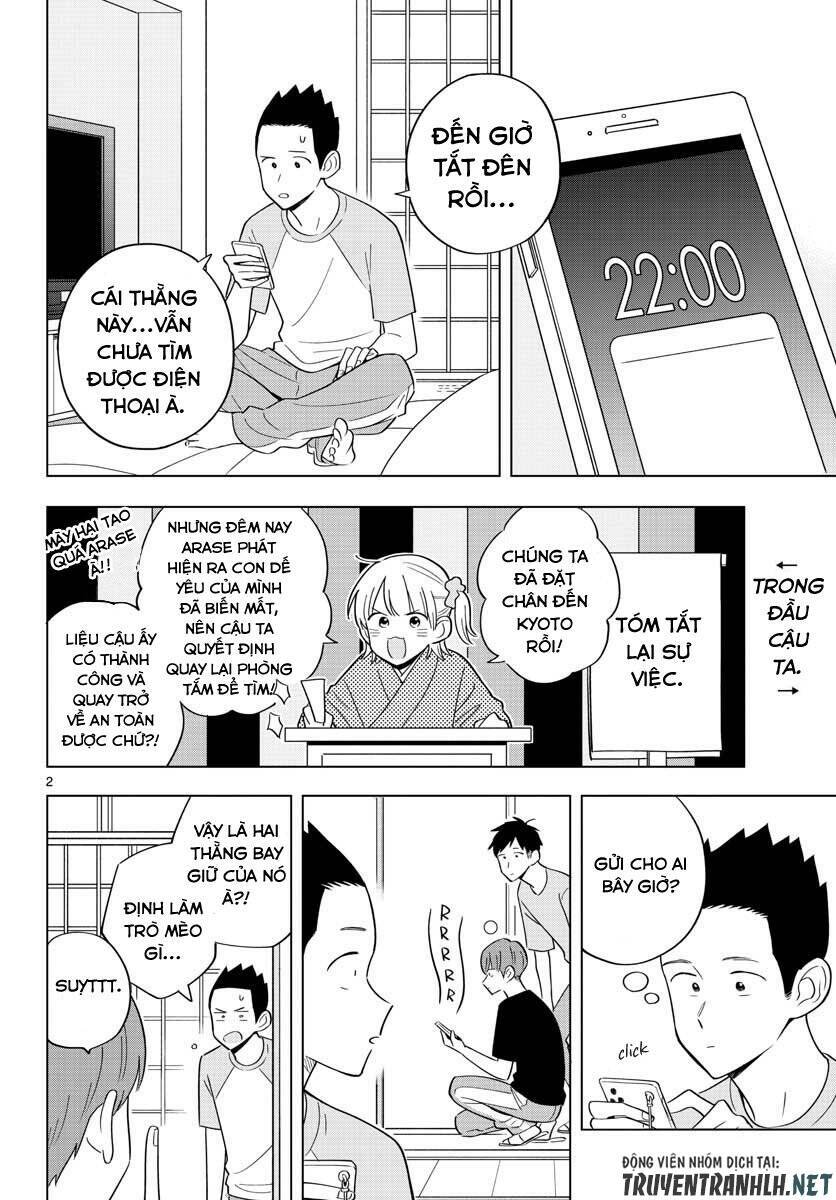 22:00
ĐẾN GIỜ
TẮT ĐÊN
RỒI...
CÁI THẰNG
NÀY...VẪN
CHƯA TÌM
ĐƯỢC ĐIỆN
THOẠI À.
TRONG
ĐẦU
CẬU
TA.
TÓM TẮT
LẠI SỰ
VIỆC.
CHÚNG TA
ĐÃ ĐẶT
CHÂN ĐẾN
KYOTO
RỒI!
NHƯNG ĐÊM NAY
ARASE PHÁT
HIỆN RA CON DẾ
YÊU CỦA MÌNH
ĐÃ BIẾN MẤT,
NÊN CẬU TA
QUYẾT ĐỊNH
QUAY LẠI PHÒNG
TẮM ĐỂ TÌM!
MÀY HẠI TAO
QUÁ ARASE
À!!
LIỆU CẬU ẤY
CÓ THÀNH
CÔNG VÀ
QUAY TRỞ
VỀ AN TOÀN
ĐƯỢC CHỨ?!
2
GỬI CHO AI
BÂY GIỜ?
click
RRRRR
VẬY LÀ HAI
THẰNG BAY
GIỮ CỦA NÓ
À?!
ĐỊNH LÀM
TRÒ MÈO
GÌ...
SUỴTTT.
ĐỘNG VIÊN NHÓM DỊCH TẠI:
TRUYENTRANHLH.NET